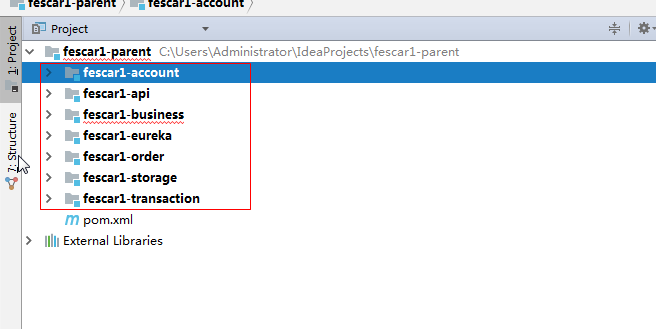 fescar1-parent fescar1-account
Project
1: Project
fescar1-parent C:\Users\Administrator\IdeaProjects\fescar1-parent
fescar1-account
fescar1-api
fescar1-business
fescar1-eureka
fescar1-order
fescar1-storage
fescar1-transaction
pom.xml
External Libraries
7: Structure